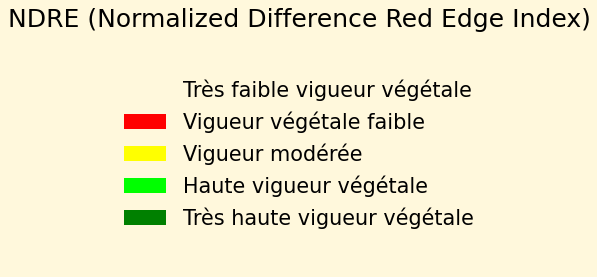 NDRE (Normalized Difference Red Edge Index)
Très faible vigueur végétale
Vigueur végétale faible
Vigueur modérée
Haute vigueur végétale
Très haute vigueur végétale